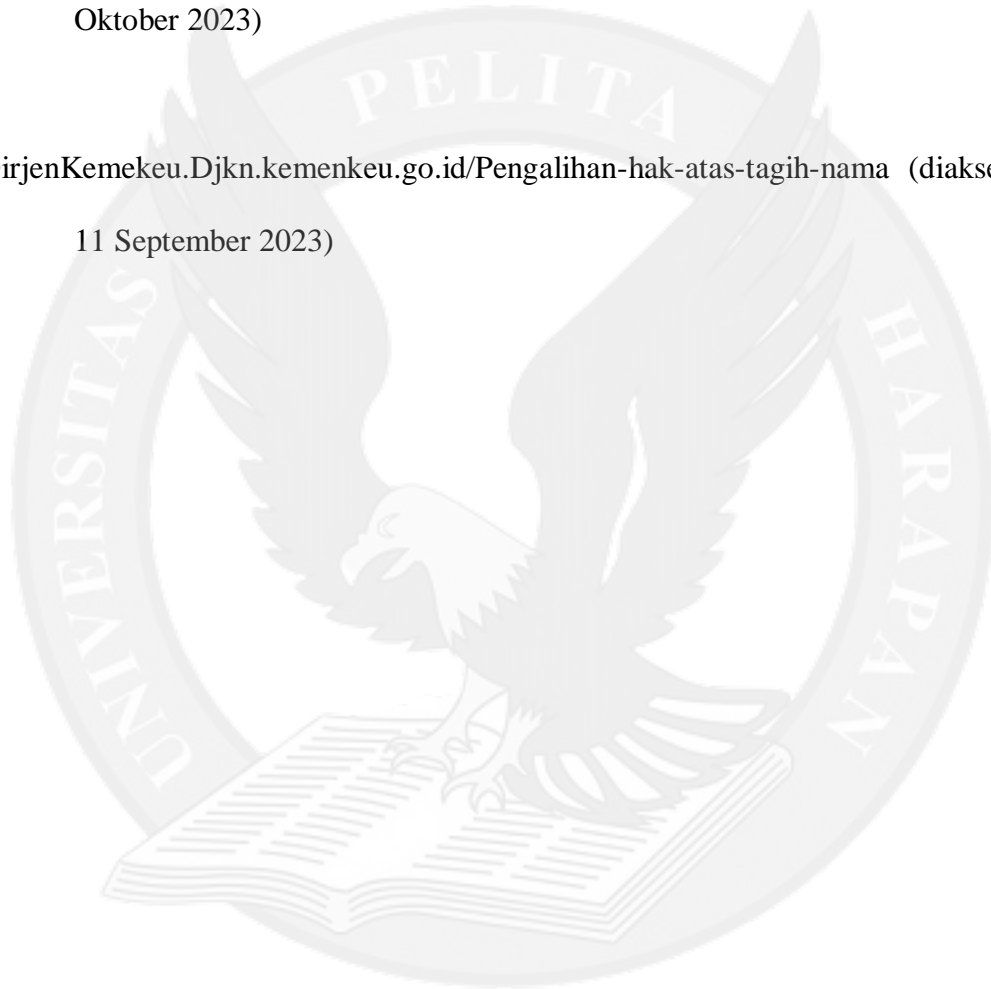 Oktober 2023)
PELITA
irjenKemekeu.Djkn.kemenkeu.go.id/Pengalihan-hak-atas-tagih-nama (diakse
11 September 2023)
UNIVERSITAS
HARAPAN